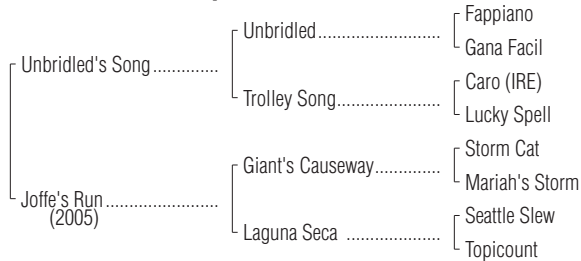 Fappiano
Unbridled....................
Gana Facil
Unbridled's Song.............
Caro (IRE)
Trolley Song.................
Lucky Spell
Storm Cat
Giant's Causeway.............
Mariah's Storm
Joffe's Run ....................
(2005)
Seattle Slew
Laguna Seca ..................
Topicount